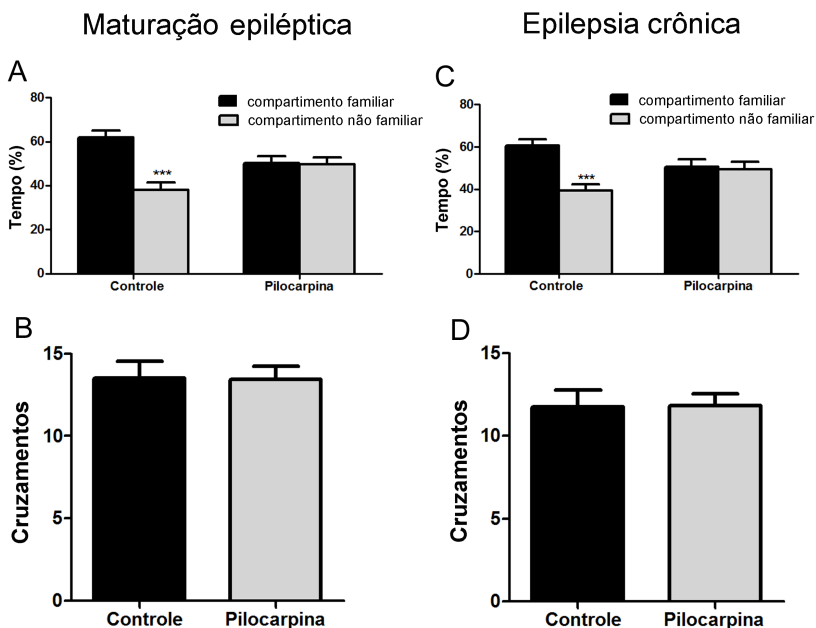 Maturação epiléptica
Epilepsia crônica
A
80
60
40
20
0
Tempo (%)
compartimento familiar
compartimento não familiar
***
Controle
Pilocarpina
C
80
60
40
20
0
Tempo (%)
compartimento familiar
compartimento não familiar
***
Controle
Pilocarpina
B
15
10
5
0
Cruzamentos
Controle
Pilocarpina
D
15
10
5
0
Cruzamentos
Controle
Pilocarpina